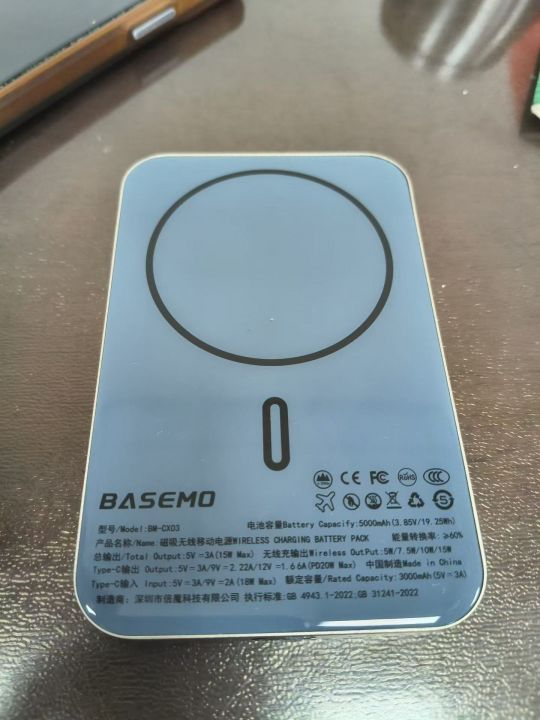 CE FC RoHS CCC
BASEMO
型号/Model:BM-CX03 电池容量Battery Capacify:5000mAh(3.85V/19.25Wh)
产品名称/Name:磁吸无线移动电源WIRELESS CHARGING BATTERY PACK 能量转换率:≥60%
总输出/Total Output:5V=3A(15W Max) 无线充输出Wireless OutPut:5W/7.5W/10W/15W
Type-C输出 Output:5V=3A/9V=2.22A/12V=1.66A(PD20W Max) 中国制造Made in China
Type-C输入 Input:5V=3A/9V=2A(18W Max) 额定容量/Rated Capacity:3000mAh(5V=3A)
制造商: 深圳市倍魔科技有限公司 执行标准:GB 4943.1-2022;GB 31241-2022